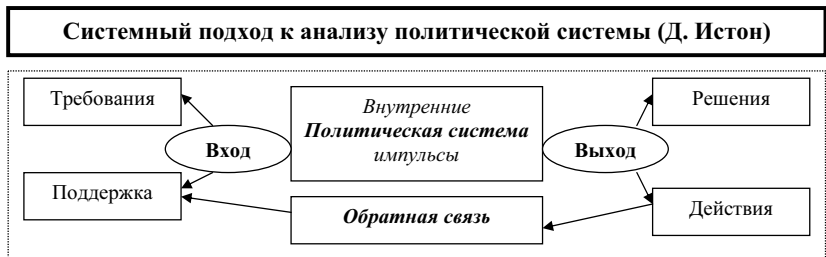 Системный подход к анализу политической системы (Д. Истон)
Требования
Внутренние
Политическая система
импульсы
Решения
Вход
Выход
Поддержка
Обратная связь
Действия